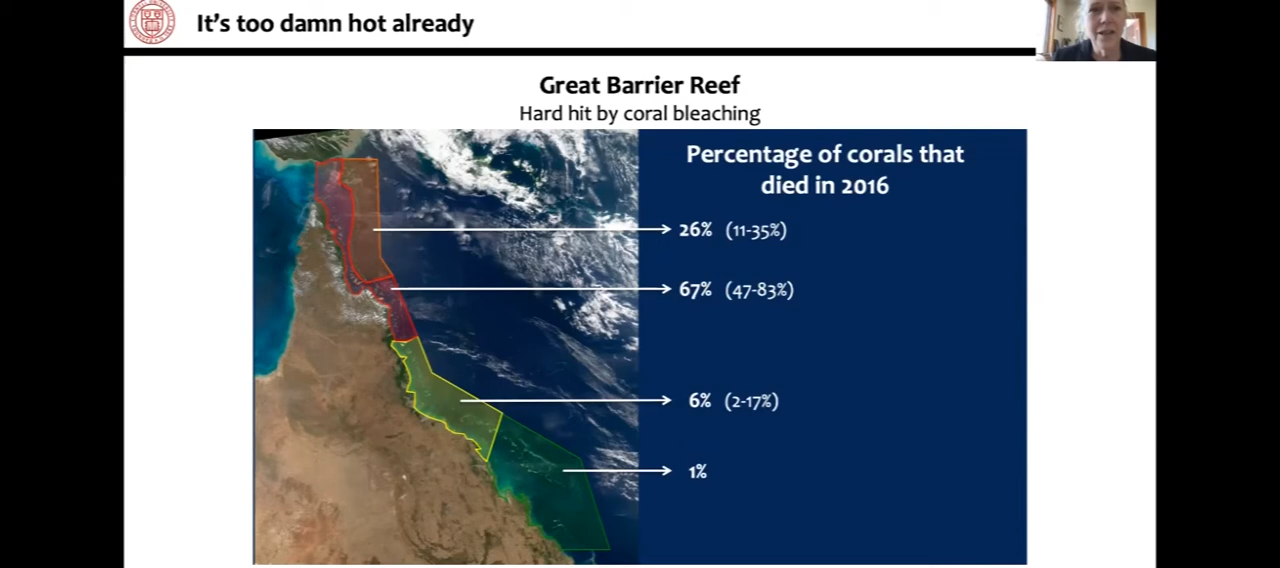 It's too damn hot already
Great Barrier Reef
Hard hit by coral bleaching
Percentage of corals that
died in 2016
26% (11-35%)
67% (47-83%)
6% (2-17%)
1%